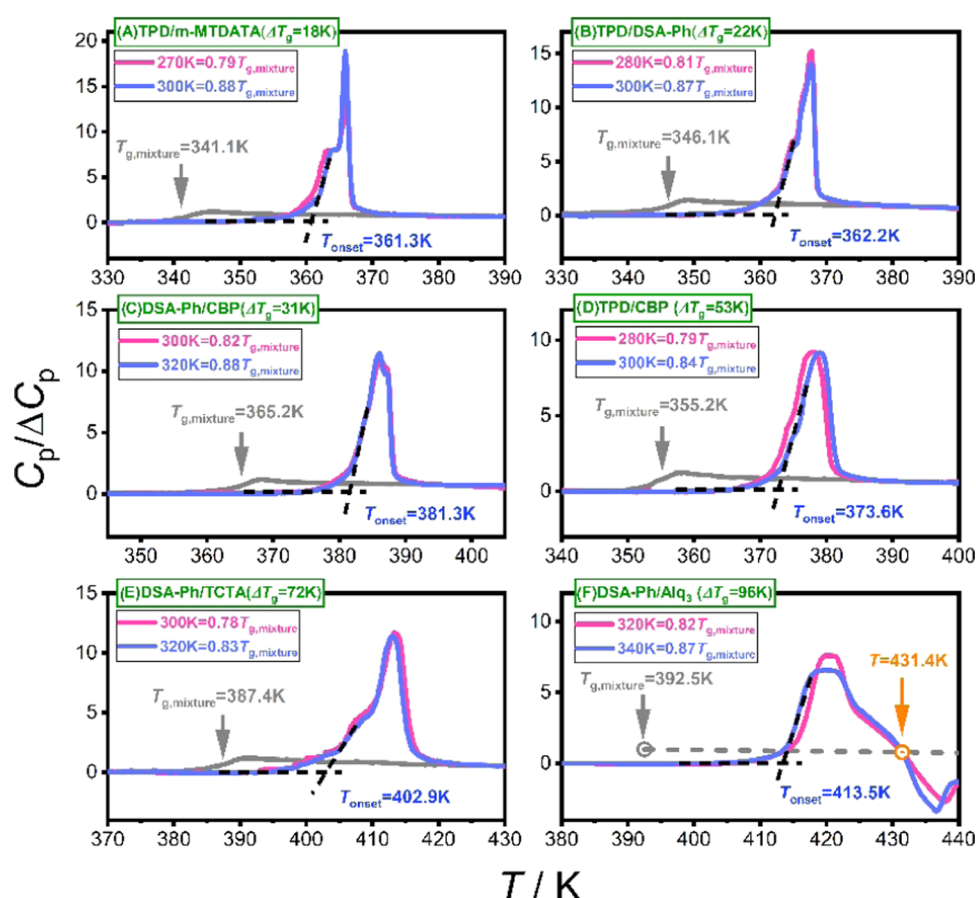 (A)TPD/m-MTDATA(ΔTg=18K)
270K=0.79Tg,mixture
300K=0.88Tg,mixture
Tg,mixture=341.1K
Tonset=361.3K
20
15
10
5
0
330 340 350 360 370 380 390
(B)TPD/DSA-Ph(ΔTg=22K)
280K=0.81Tg,mixture
300K=0.87Tg,mixture
Tg,mixture=346.1K
Tonset=362.2K
15
10
5
0
330 340 350 360 370 380 390
(C)DSA-Ph/CBP(ΔTg=31K)
300K=0.82Tg,mixture
320K=0.88Tg,mixture
Tg,mixture=365.2K
Tonset=381.3K
15
10
5
0
350 360 370 380 390 400
(D)TPD/CBP (ΔTg=53K)
280K=0.79Tg,mixture
300K=0.84Tg,mixture
Tg,mixture=355.2K
Tonset=373.6K
10
5
0
340 350 360 370 380 390 400
(E)DSA-Ph/TCTA(ΔTg=72K)
300K=0.78Tg,mixture
320K=0.83Tg,mixture
Tg,mixture=387.4K
Tonset=402.9K
15
10
5
0
370 380 390 400 410 420 430
(F)DSA-Ph/Alq3 (ΔTg=96K)
320K=0.82Tg,mixture
340K=0.87Tg,mixture
T=431.4K
Tg,mixture=392.5K
Tonset=413.5K
10
5
0
380 390 400 410 420 430 440
Cp/ΔCp
T / K